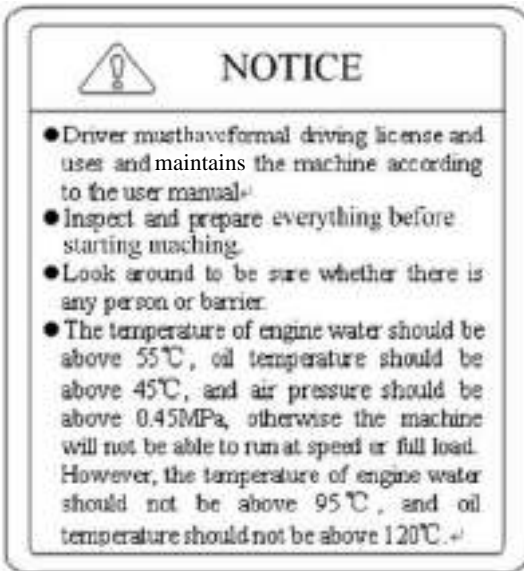 NOTICE
●Driver musthaveformal driving license and
uses and maintains the machine according
to the user manual↵
●Inspect and prepare everything before
starting maching.
●Look around to be sure whether there is
any person or barrier.
●The temperature of engine water should be
above 55℃, oil temperature should be
above 45℃, and air pressure should be
above 0.45MPa, otherwise the machine
will not be able to run at speed or full load.
However, the temperature of engine water
should not be above 95℃, and oil
temperature should not be above 120℃.↵